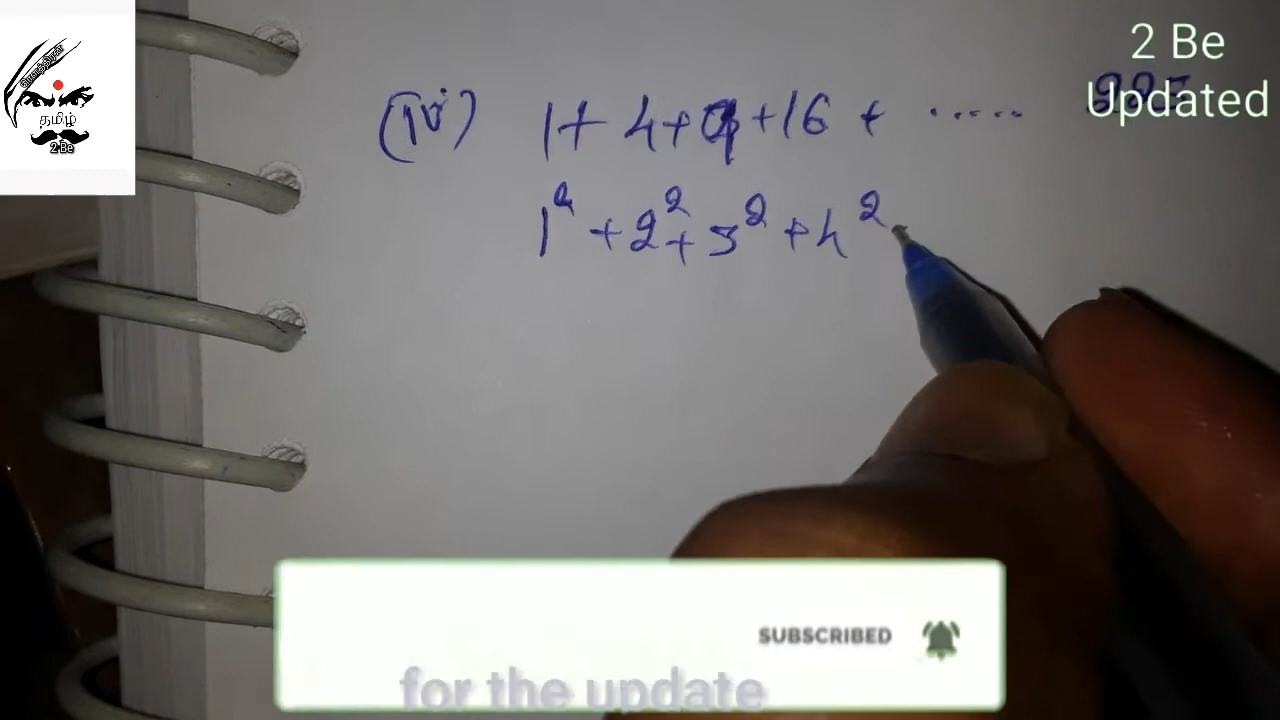 2 Be
Updated
தமிழ்
2 Be
(iv) 1 + 4 + 9 + 16 + ..... 225
1² + 2² + 3² + 4²
SUBSCRIBED
for the update